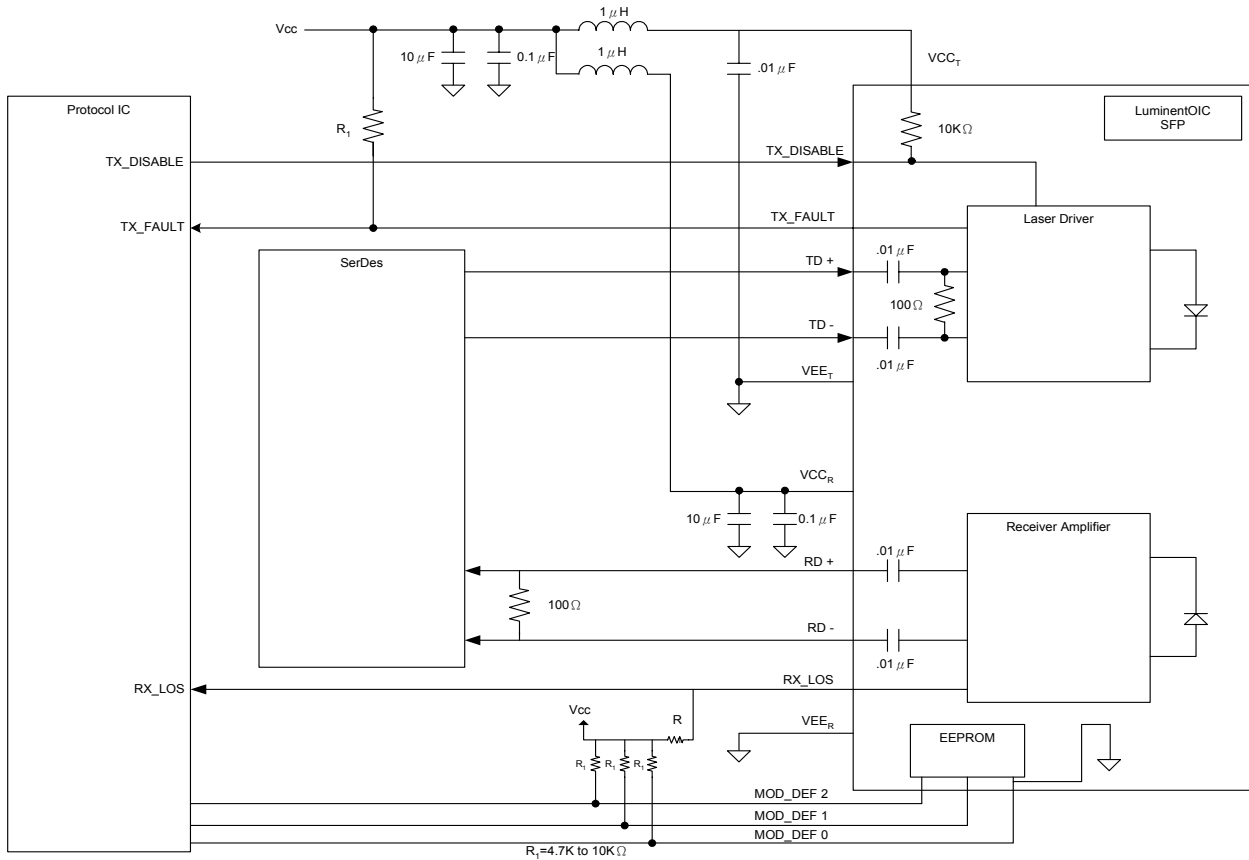 1 μH
Vcc
10 μF
0.1 μF
1 μH
.01 μF
VCC_T
Protocol IC
LuminentOIC
SFP
R₁
10KΩ
TX_DISABLE
TX_DISABLE
TX_FAULT
TX_FAULT
Laser Driver
SerDes
.01 μF
TD +
100Ω
TD -
.01 μF
VEE_T
VCC_R
10 μF
0.1 μF
Receiver Amplifier
.01 μF
RD +
100Ω
RD -
.01 μF
RX_LOS
RX_LOS
Vcc
R
VEE_R
EEPROM
R₁
R₁
R₁
MOD_DEF 2
MOD_DEF 1
MOD_DEF 0
R₁=4.7K to 10KΩ